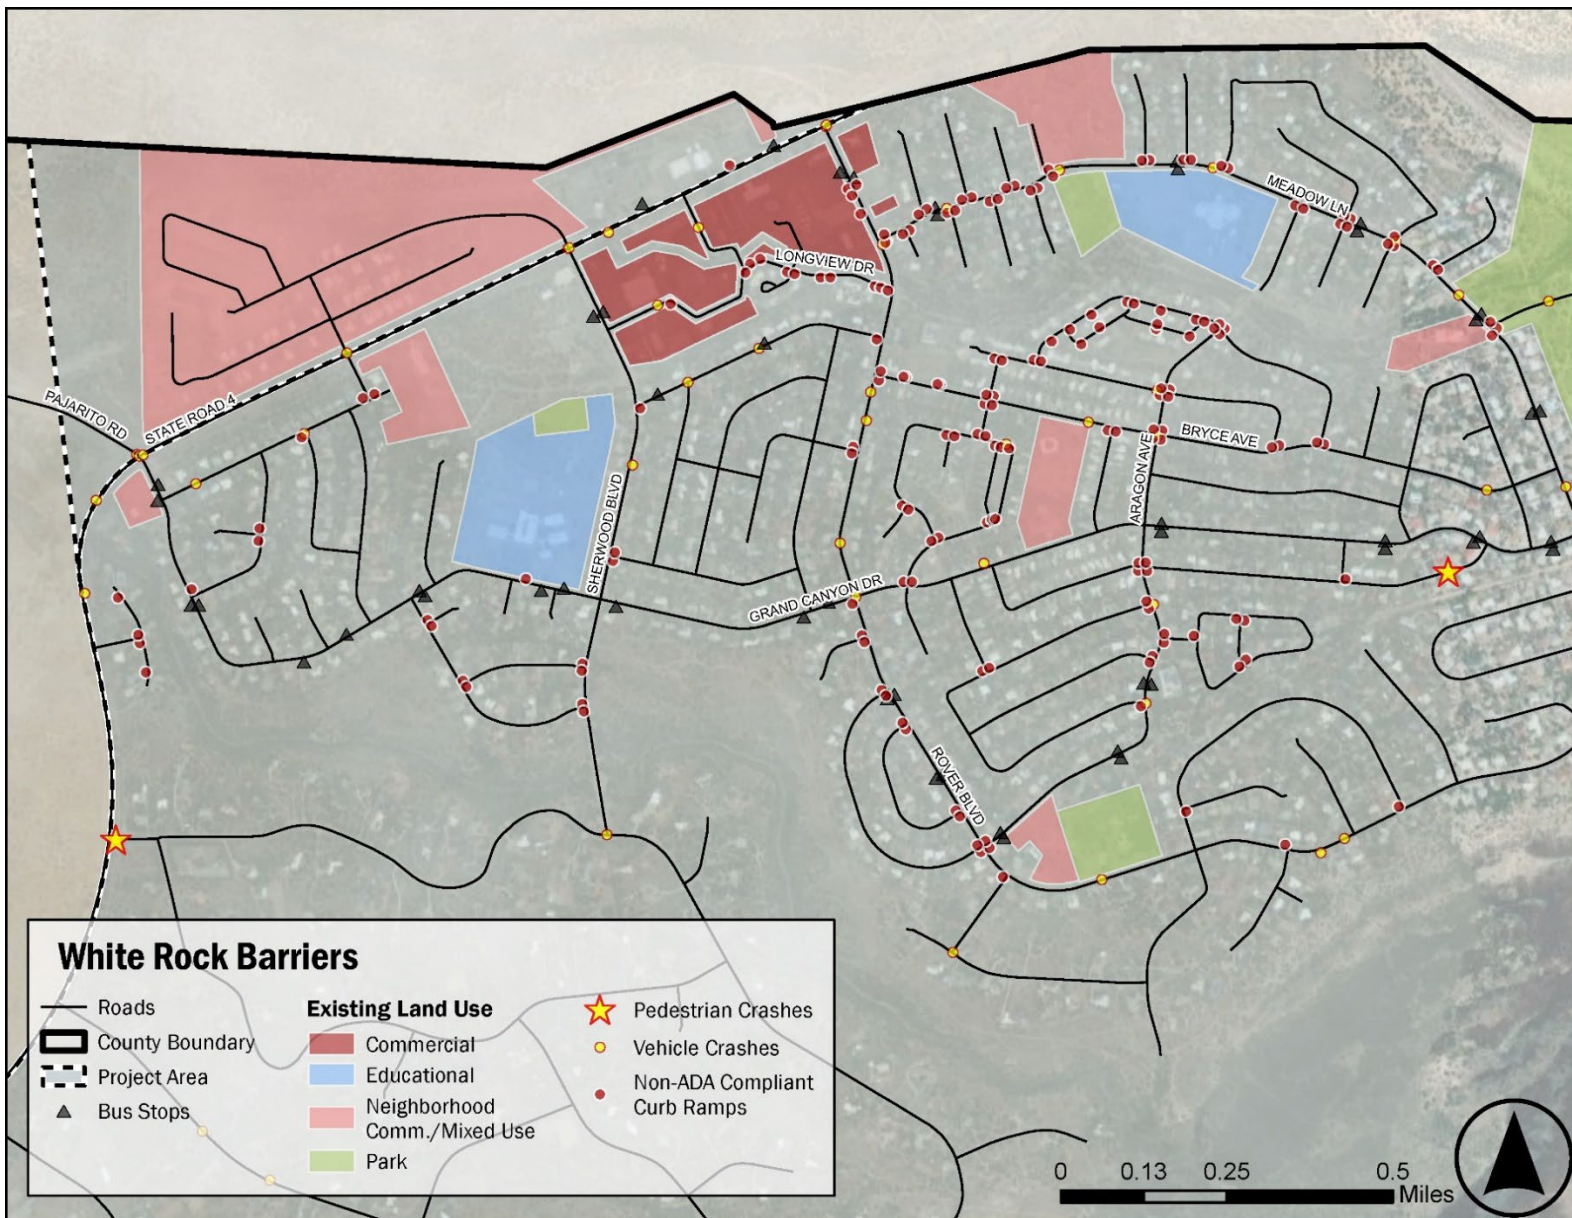 MEADOW LN
LONGVIEW DR
PAJARITO RD
STATE ROAD 4
BRYCE AVE
ARAGON AVE
SHERWOOD BLVD
GRAND CANYON DR
ROVER BLVD
White Rock Barriers
Roads
County Boundary
Project Area
Bus Stops
Existing Land Use
Commercial
Educational
Neighborhood
Comm./Mixed Use
Park
Pedestrian Crashes
Vehicle Crashes
Non-ADA Compliant
Curb Ramps
0 0.13 0.25 0.5
Miles